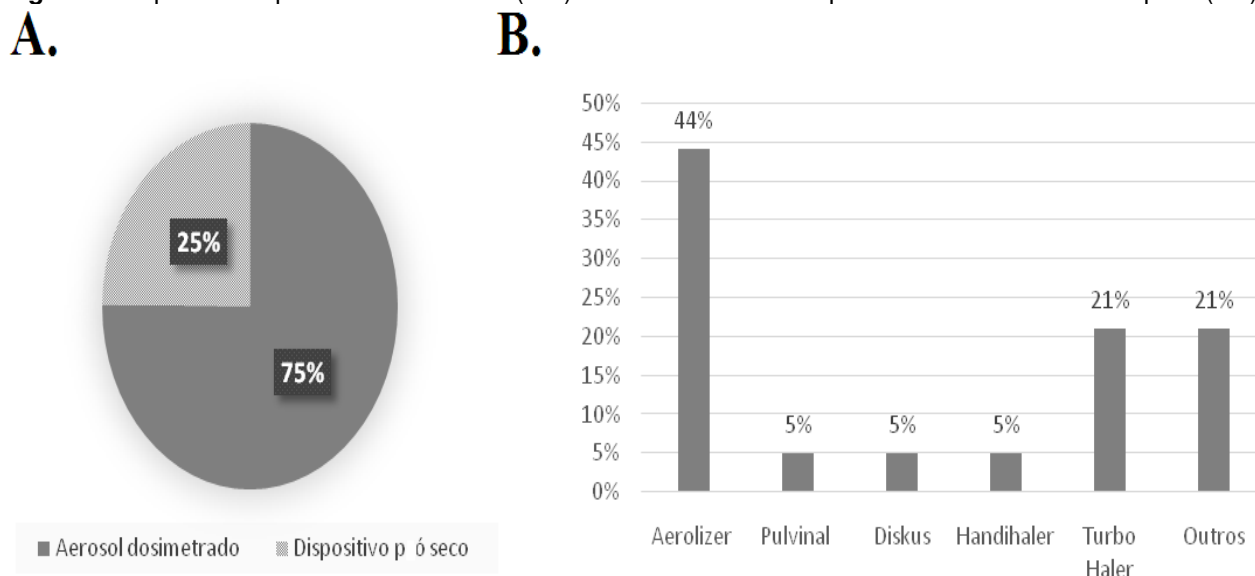 A.
B.
25%
75%
Aerosol dosimetrado
Dispositivo p ó seco
50%
45%
40%
35%
30%
25%
20%
15%
10%
5%
0%
44%
5%
5%
5%
21%
21%
Aerolizer
Pulvinal
Diskus
Handihaler
Turbo
Haler
Outros